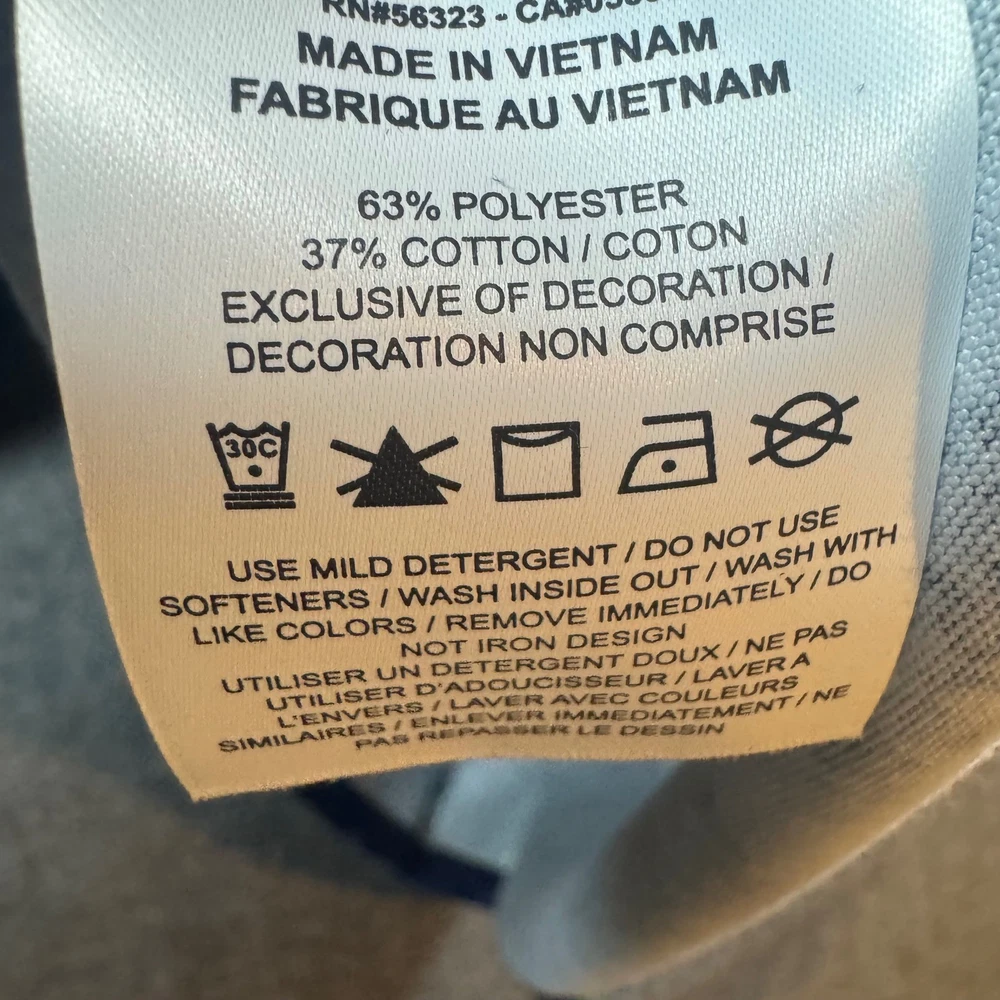 RN#56323 - CA#
MADE IN VIETNAM
FABRIQUE AU VIETNAM
63% POLYESTER
37% COTTON / COTON
EXCLUSIVE OF DECORATION /
DECORATION NON COMPRISE
30C
USE MILD DETERGENT / DO NOT USE
SOFTENERS / WASH INSIDE OUT / WASH WITH
LIKE COLORS / REMOVE IMMEDIATELY / DO
NOT IRON DESIGN
UTILISER UN DETERGENT DOUX / NE PAS
UTILISER D'ADOUCISSEUR / LAVER A
L'ENVERS / LAVER AVEC COULEURS
SIMILAIRES / ENLEVER IMMEDIATEMENT / NE
PAS REPASSER LE DESSIN